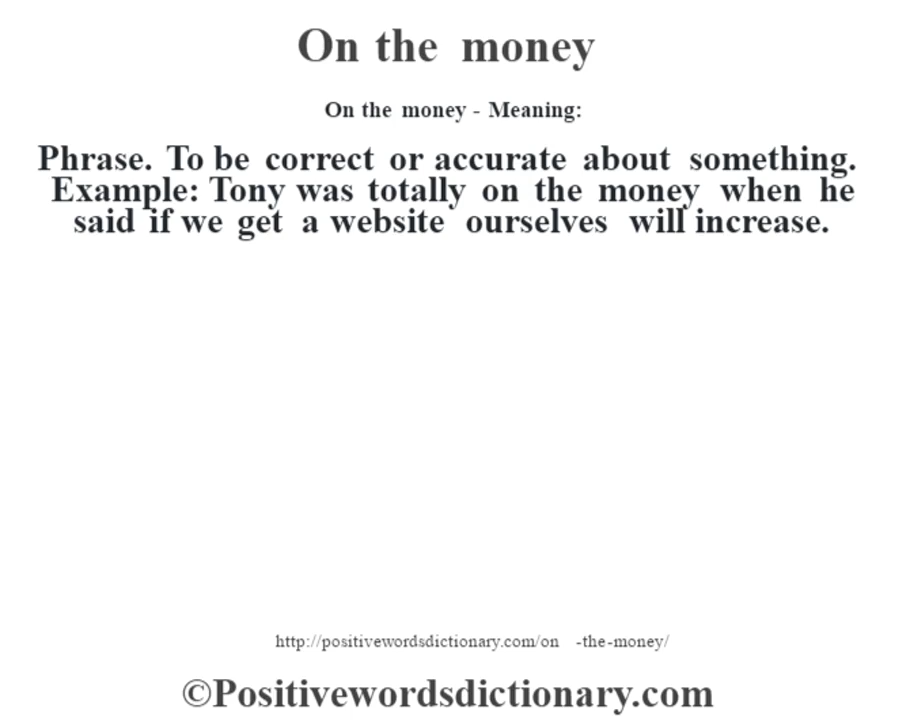 On the money
On the money - Meaning:
Phrase. To be correct or accurate about something.
Example: Tony was totally on the money when he
said if we get a website ourselves will increase.
http://positivewordsdictionary.com/on -the-money/
©Positivewordsdictionary.com